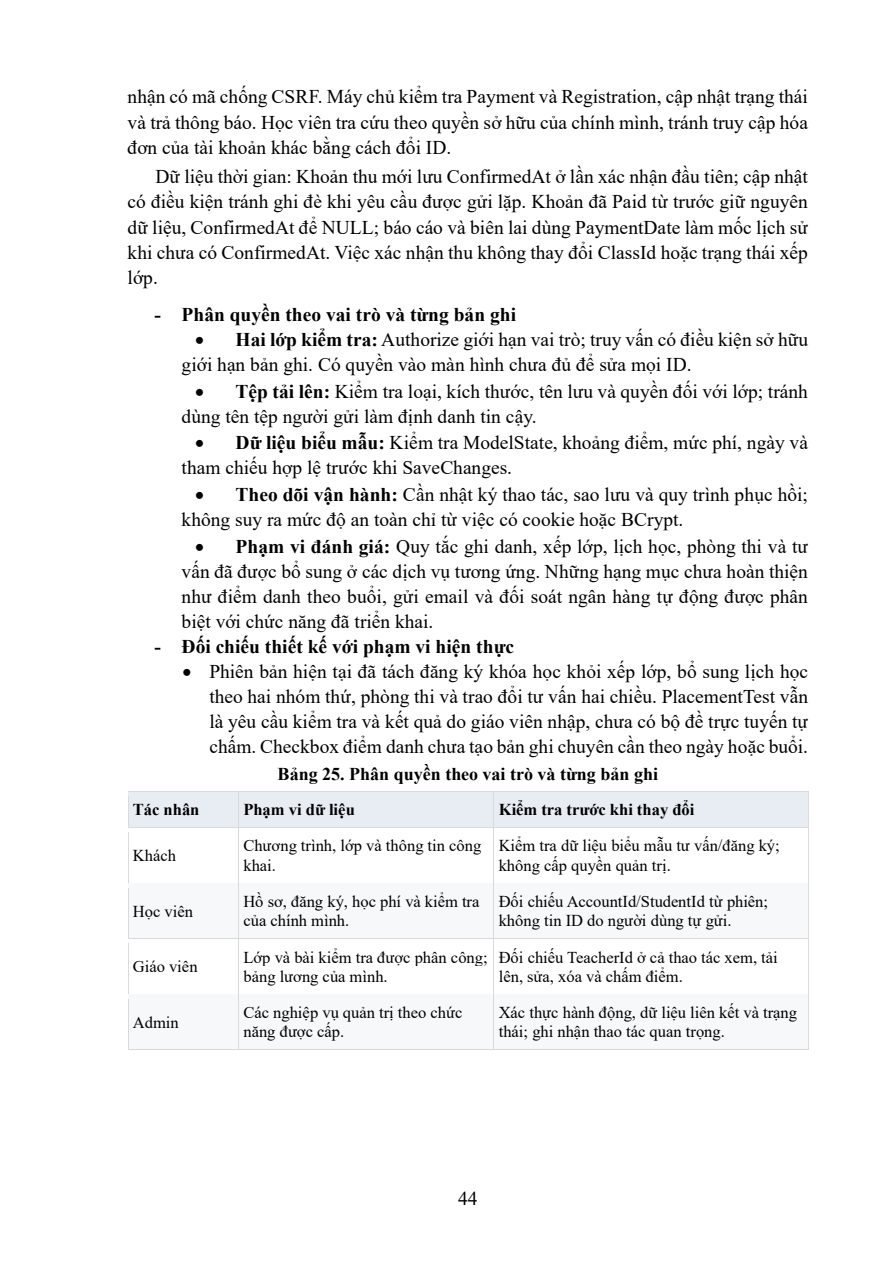 nhận có mã chống CSRF. Máy chủ kiểm tra Payment và Registration, cập nhật trạng thái
và trả thông báo. Học viên tra cứu theo quyền sở hữu của chính mình, tránh truy cập hóa
đơn của tài khoản khác bằng cách đổi ID.
Dữ liệu thời gian: Khoản thu mới lưu ConfirmedAt ở lần xác nhận đầu tiên; cập nhật
có điều kiện tránh ghi đè khi yêu cầu được gửi lặp. Khoản đã Paid từ trước giữ nguyên
dữ liệu, ConfirmedAt để NULL; báo cáo và biên lai dùng PaymentDate làm mốc lịch sử
khi chưa có ConfirmedAt. Việc xác nhận thu không thay đổi ClassId hoặc trạng thái xếp
lớp.
- Phân quyền theo vai trò và từng bản ghi
• Hai lớp kiểm tra: Authorize giới hạn vai trò; truy vấn có điều kiện sở hữu
giới hạn bản ghi. Có quyền vào màn hình chưa đủ để sửa mọi ID.
• Tệp tải lên: Kiểm tra loại, kích thước, tên lưu và quyền đối với lớp; tránh
dùng tên tệp người gửi làm định danh tin cậy.
• Dữ liệu biểu mẫu: Kiểm tra ModelState, khoảng điểm, mức phí, ngày và
tham chiếu hợp lệ trước khi SaveChanges.
• Theo dõi vận hành: Cần nhật ký thao tác, sao lưu và quy trình phục hồi;
không suy ra mức độ an toàn chỉ từ việc có cookie hoặc BCrypt.
• Phạm vi đánh giá: Quy tắc ghi danh, xếp lớp, lịch học, phòng thi và tư
vấn đã được bổ sung ở các dịch vụ tương ứng. Những hạng mục chưa hoàn thiện
như điểm danh theo buổi, gửi email và đối soát ngân hàng tự động được phân
biệt với chức năng đã triển khai.
- Đối chiếu thiết kế với phạm vi hiện thực
• Phiên bản hiện tại đã tách đăng ký khóa học khỏi xếp lớp, bổ sung lịch học
theo hai nhóm thứ, phòng thi và trao đổi tư vấn hai chiều. PlacementTest vẫn
là yêu cầu kiểm tra và kết quả do giáo viên nhập, chưa có bộ đề trực tuyến tự
chấm. Checkbox điểm danh chưa tạo bản ghi chuyên cần theo ngày hoặc buổi.
Bảng 25. Phân quyền theo vai trò và từng bản ghi
Tác nhân Phạm vi dữ liệu Kiểm tra trước khi thay đổi
Khách Chương trình, lớp và thông tin công Kiểm tra dữ liệu biểu mẫu tư vấn/đăng ký;
khai. không cấp quyền quản trị.
Học viên Hồ sơ, đăng ký, học phí và kiểm tra Đối chiếu AccountId/StudentId từ phiên;
của chính mình. không tin ID do người dùng tự gửi.
Giáo viên Lớp và bài kiểm tra được phân công; Đối chiếu TeacherId ở cả thao tác xem, tải
bảng lương của mình. lên, sửa, xóa và chấm điểm.
Admin Các nghiệp vụ quản trị theo chức Xác thực hành động, dữ liệu liên kết và trạng
năng được cấp. thái; ghi nhận thao tác quan trọng.
44